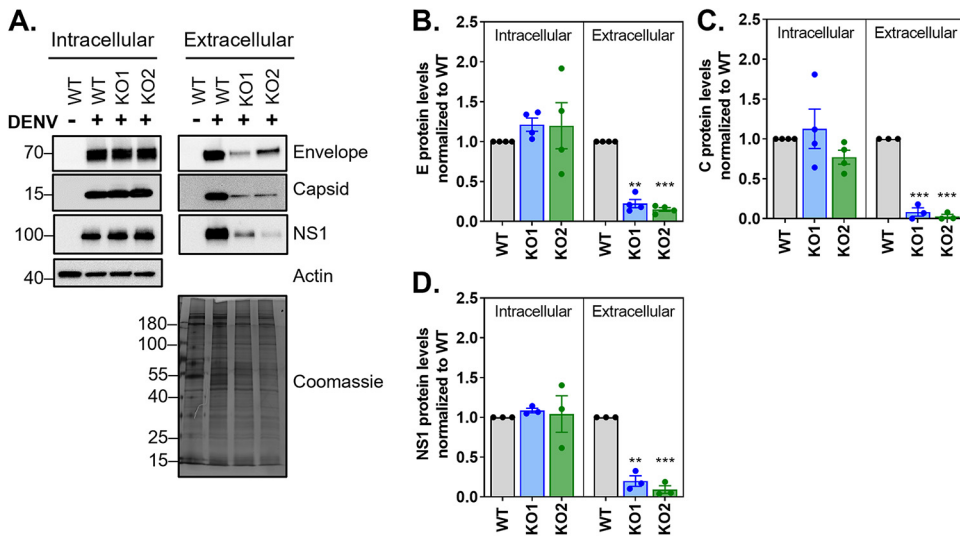 A.
Intracellular Extracellular
WT WT KO1 KO2 WT WT KO1 KO2
DENV - + + + - + + +
70 Envelope
15 Capsid
100 NS1
40 Actin
180
100
55 Coomassie
40
25
15
B.
E protein levels
normalized to WT
2.5
2.0
1.5
1.0
0.5
0.0
Intracellular Extracellular
** ***
WT KO1 KO2 WT KO1 KO2
C.
C protein levels
normalized to WT
2.5
2.0
1.5
1.0
0.5
0.0
Intracellular Extracellular
*** ***
WT KO1 KO2 WT KO1 KO2
D.
NS1 protein levels
normalized to WT
2.5
2.0
1.5
1.0
0.5
0.0
Intracellular Extracellular
** ***
WT KO1 KO2 WT KO1 KO2